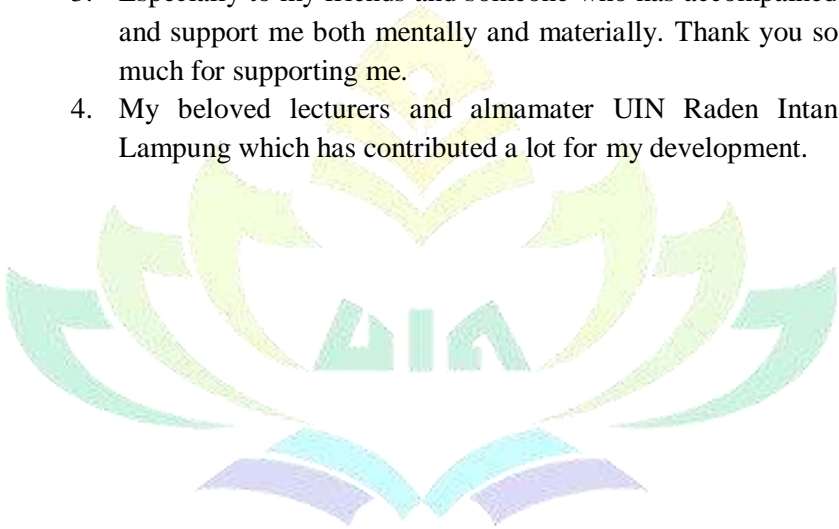 3. Especially to my friends and someone who has accompanied
and support me both mentally and materially. Thank you so
much for supporting me.
4. My beloved lecturers and almamater UIN Raden Intan
Lampung which has contributed a lot for my development.
UIN